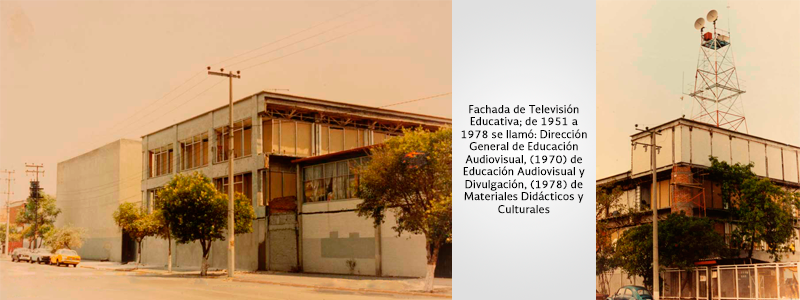 Fachada de Televisión
Educativa; de 1951 a
1978 se llamó: Dirección
General de Educación
Audiovisual, (1970) de
Educación Audiovisual y
Divulgación, (1978) de
Materiales Didácticos y
Culturales